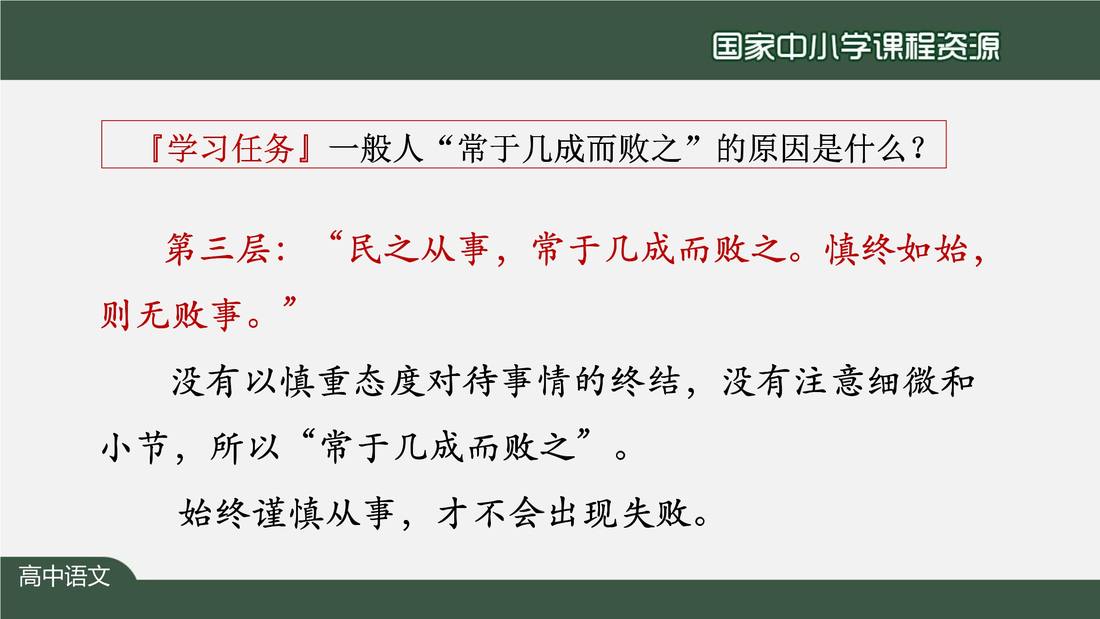 国家中小学课程资源
『学习任务』一般人“常于几成而败之”的原因是什么？
第三层：“民之从事，常于几成而败之。慎终如始，
则无败事。”
没有以慎重态度对待事情的终结，没有注意细微和
小节，所以“常于几成而败之”。
始终谨慎从事，才不会出现失败。
高中语文